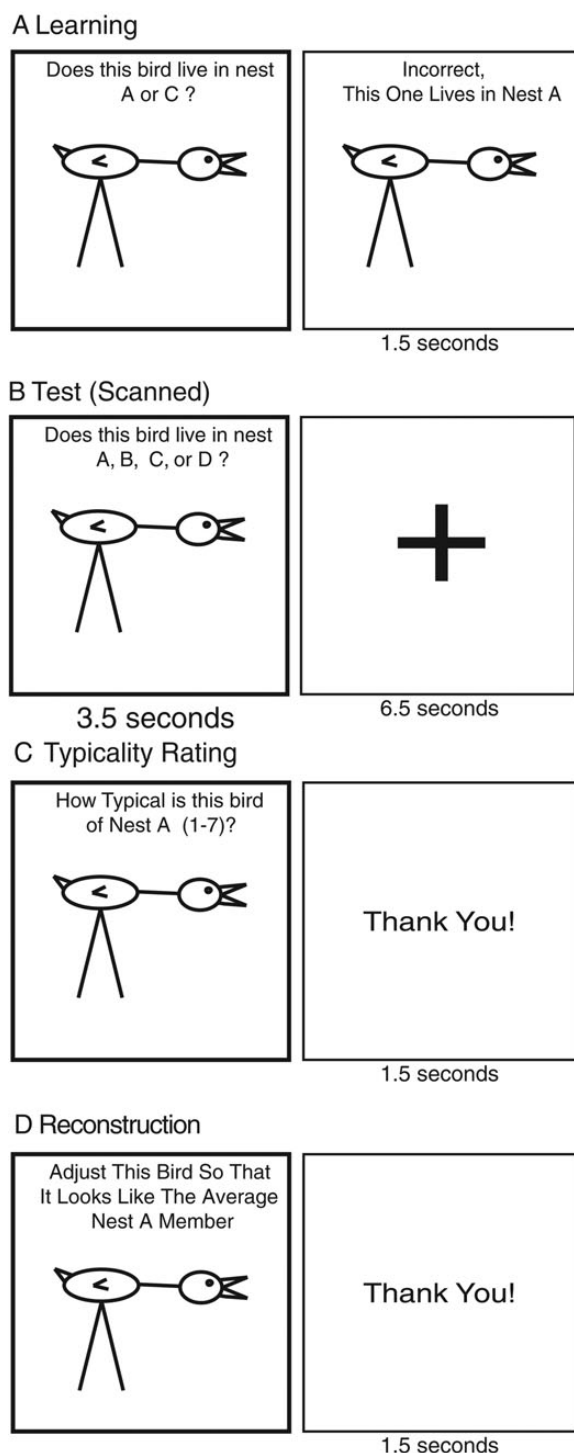 A Learning
Does this bird live in nest
A or C ?
Incorrect,
This One Lives in Nest A
1.5 seconds
B Test (Scanned)
Does this bird live in nest
A, B, C, or D ?
3.5 seconds
6.5 seconds
C Typicality Rating
How Typical is this bird
of Nest A (1-7)?
Thank You!
1.5 seconds
D Reconstruction
Adjust This Bird So That
It Looks Like The Average
Nest A Member
Thank You!
1.5 seconds